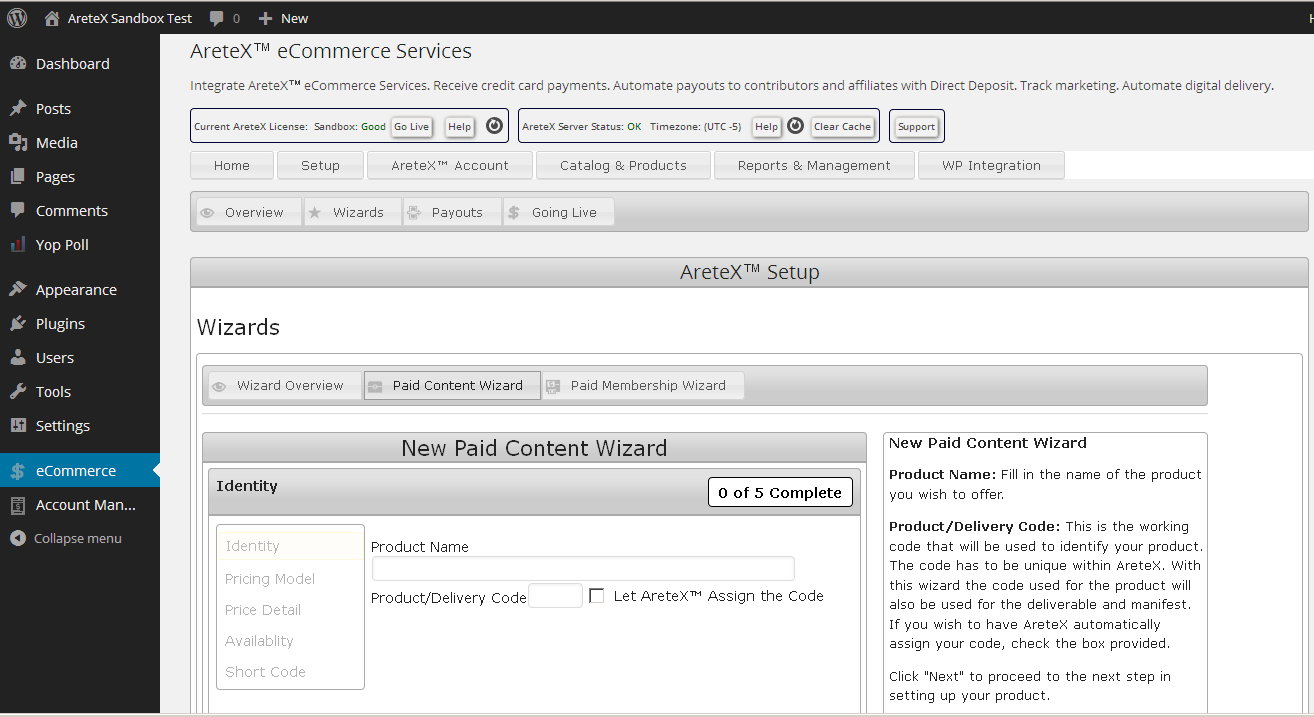 AreteX Sandbox Test 0 New
Dashboard
Posts
Media
Pages
Comments
Yop Poll
Appearance
Plugins
Users
Tools
Settings
eCommerce
Account Man...
Collapse menu
AreteX™ eCommerce Services
Integrate AreteX™ eCommerce Services. Receive credit card payments. Automate payouts to contributors and affiliates with Direct Deposit. Track marketing. Automate digital delivery.
Current AreteX License: Sandbox: Good Go Live Help AreteX Server Status: OK Timezone: (UTC -5) Help Clear Cache Support
Home Setup AreteX™ Account Catalog & Products Reports & Management WP Integration
Overview Wizards Payouts Going Live
AreteX™ Setup
Wizards
Wizard Overview Paid Content Wizard Paid Membership Wizard
New Paid Content Wizard
Identity 0 of 5 Complete
Identity
Pricing Model
Price Detail
Availablity
Short Code
Product Name
Product/Delivery Code Let AreteX™ Assign the Code
New Paid Content Wizard
Product Name: Fill in the name of the product
you wish to offer.
Product/Delivery Code: This is the working
code that will be used to identify your product.
The code has to be unique within AreteX. With
this wizard the code used for the product will
also be used for the deliverable and manifest.
If you wish to have AreteX automatically
assign your code, check the box provided.
Click "Next" to proceed to the next step in
setting up your product.